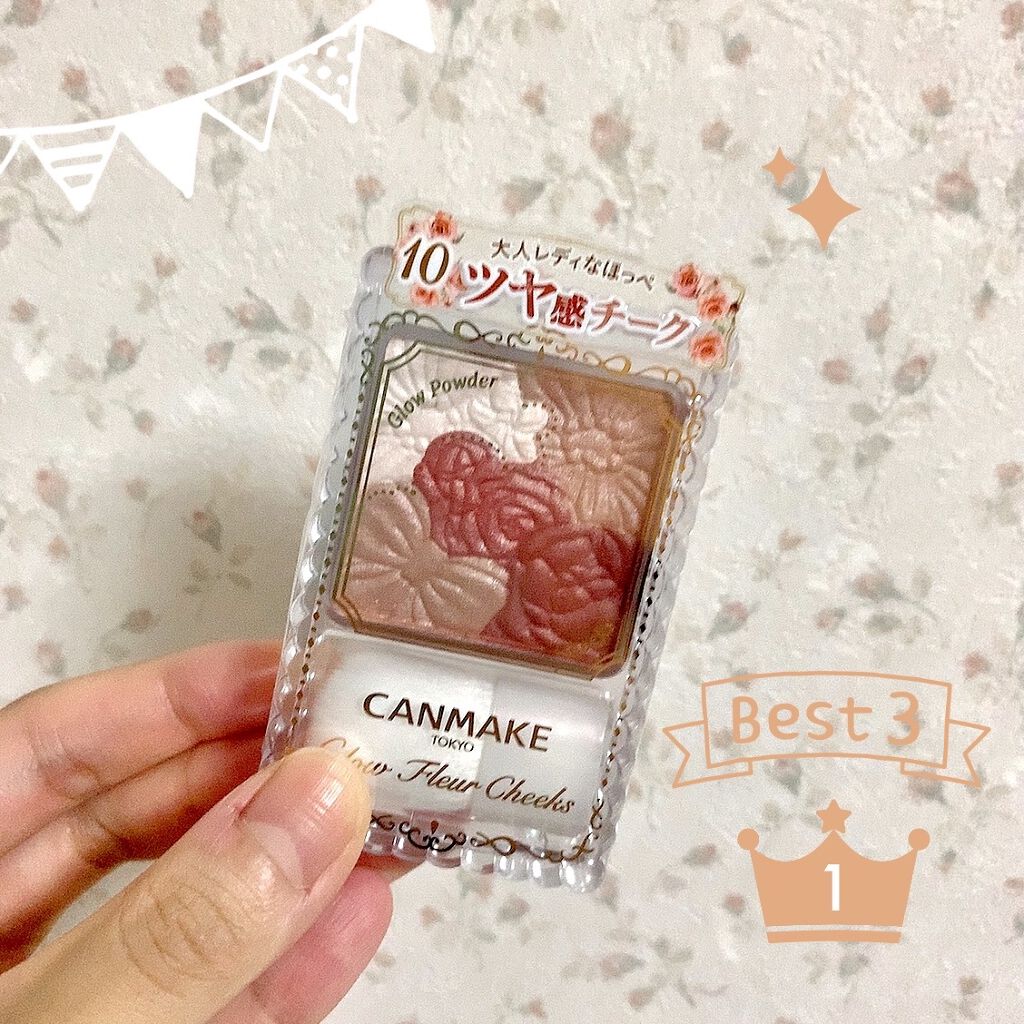 大人レディなほっぺ
10 ツヤ感チーク
Glow Powder
CANMAKE
TOKYO
Glow Fleur Cheeks
Best 3
1